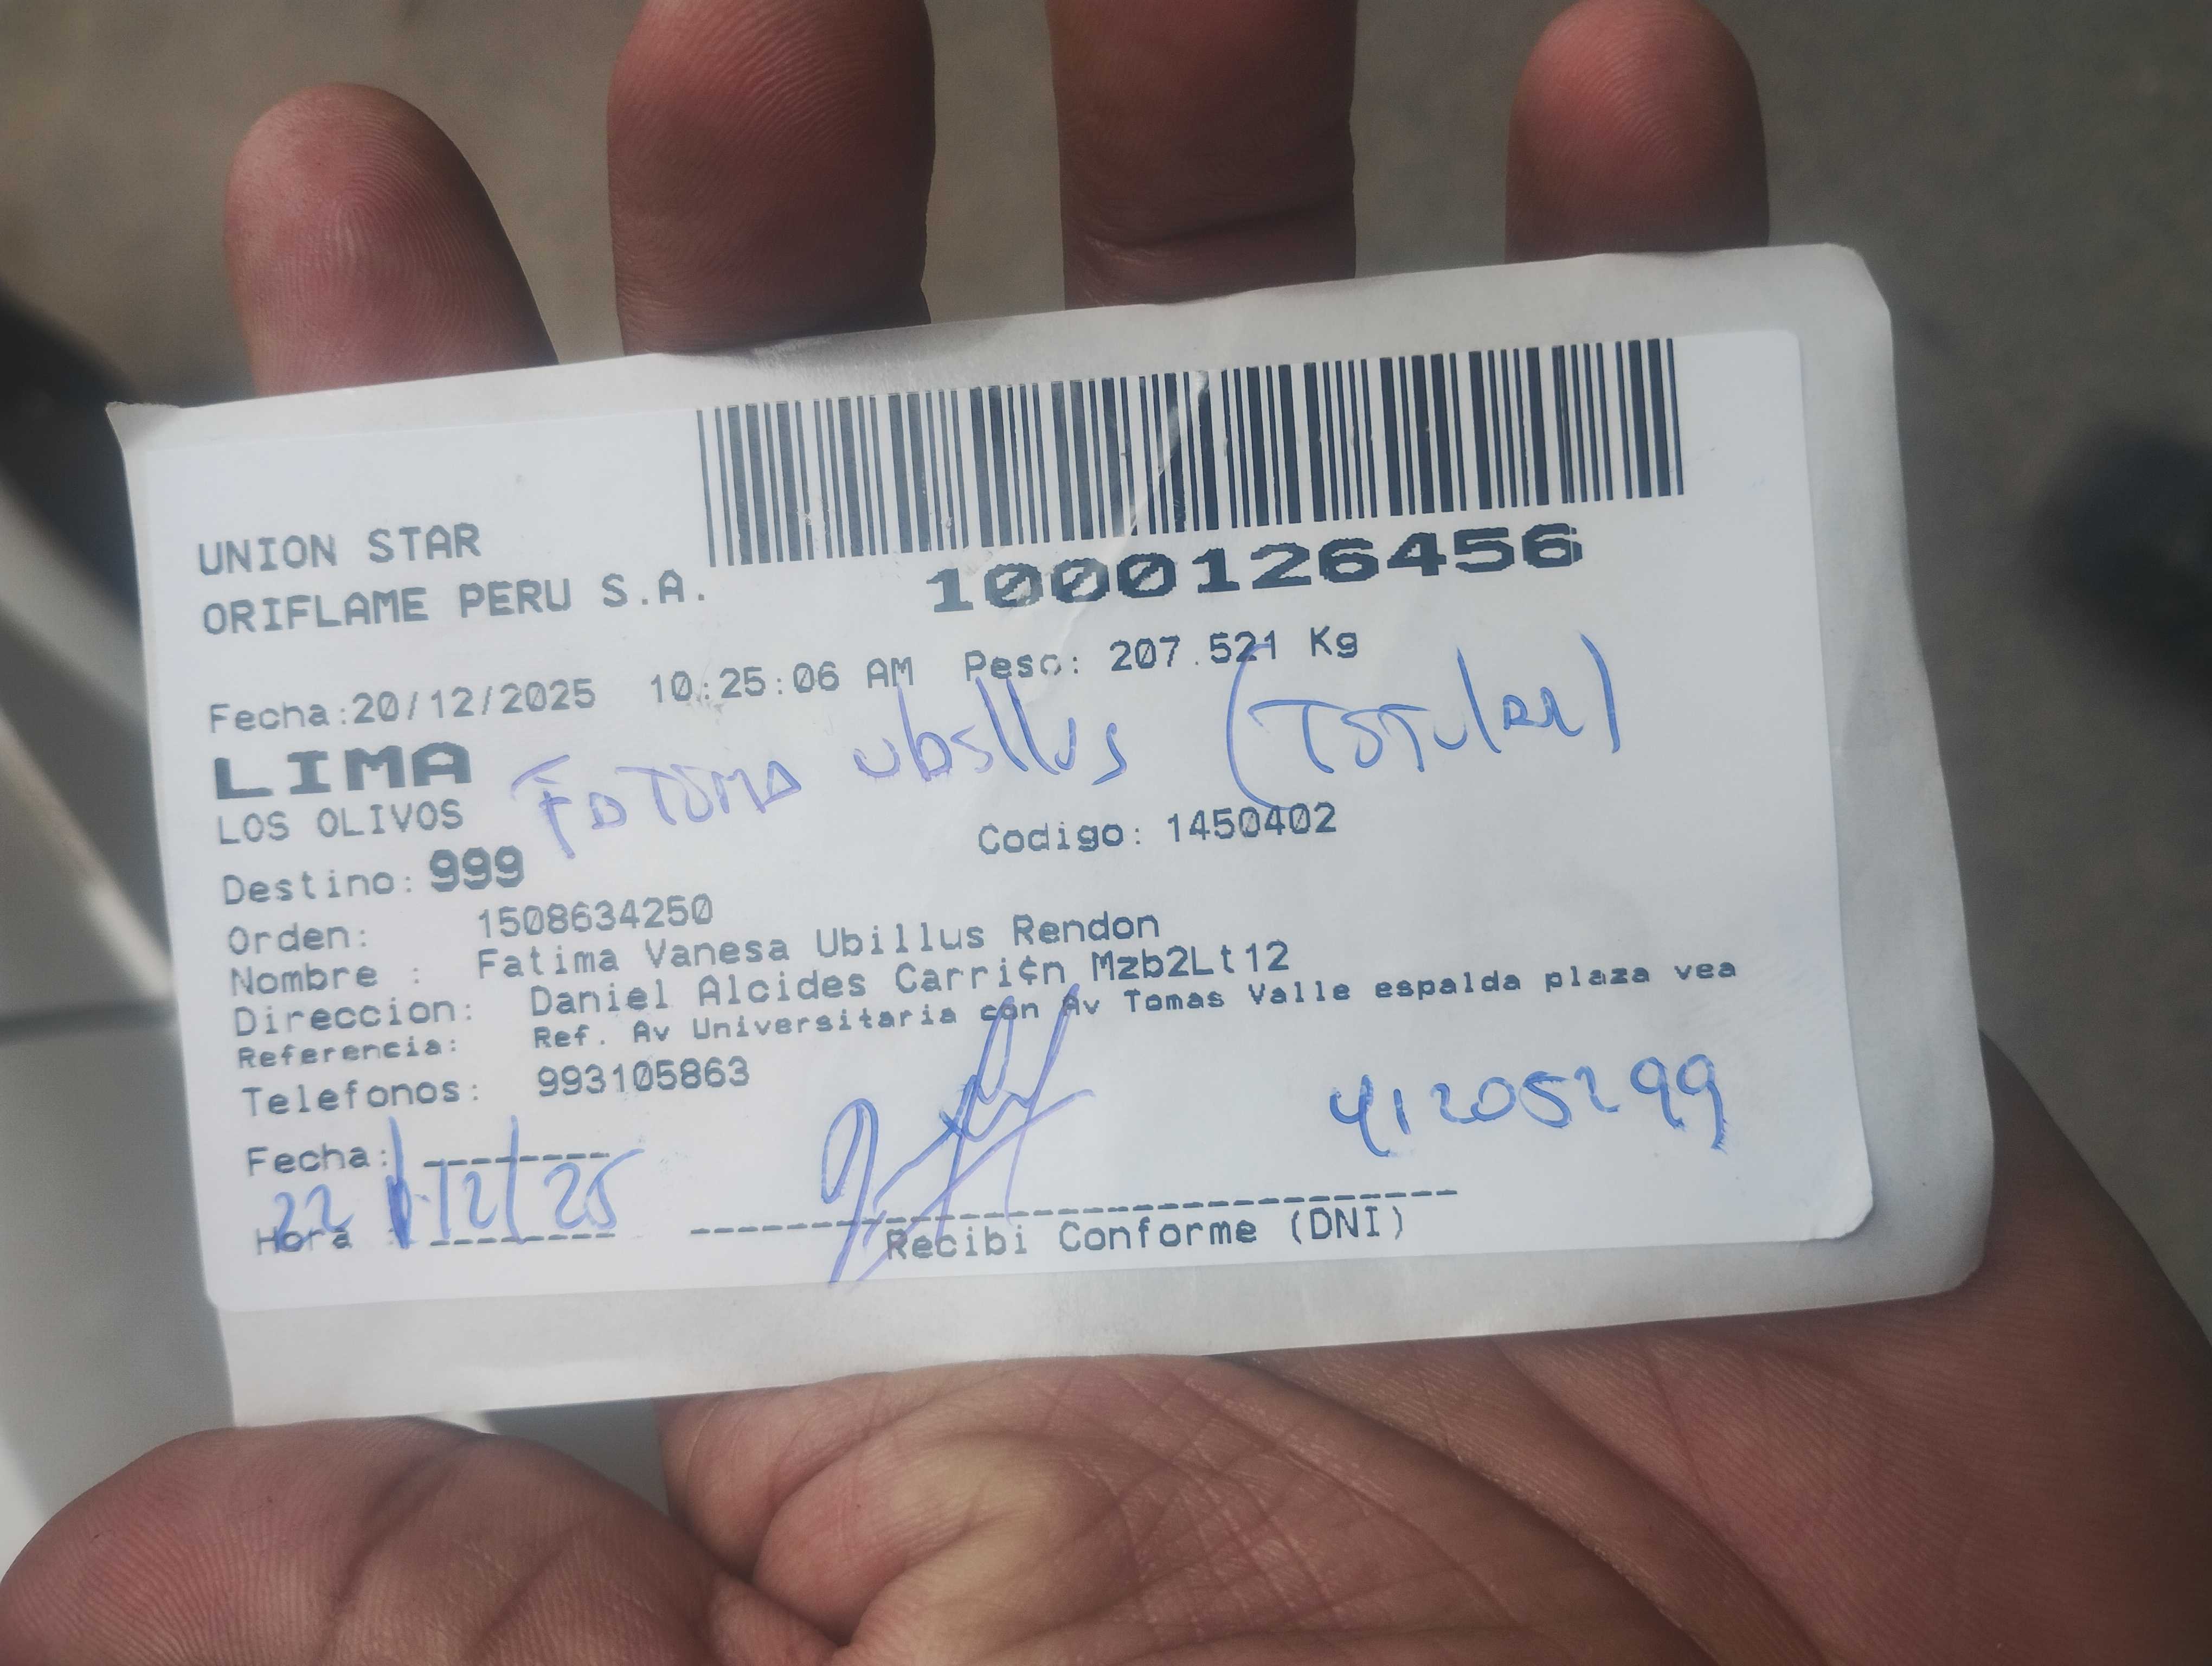 UNION STAR
ORIFLAME PERU S.A.
1000126456
Fecha:20/12/2025 10:25:06 AM Peso: 207.521 Kg
LIMA
Fatima Ubillus (Titular)
LOS OLIVOS
Codigo: 1450402
Destino: 999
Orden: 1508634250
Nombre : Fatima Vanesa Ubillus Rendon
Direccion: Daniel Alcides Carri¢n Mzb2Lt12
Referencia: Ref. Av Universitaria con Av Tomas Valle espalda plaza vea
Telefonos: 993105863
41205299
Fecha: 22/12/25
Hora :
Recibi Conforme (DNI)